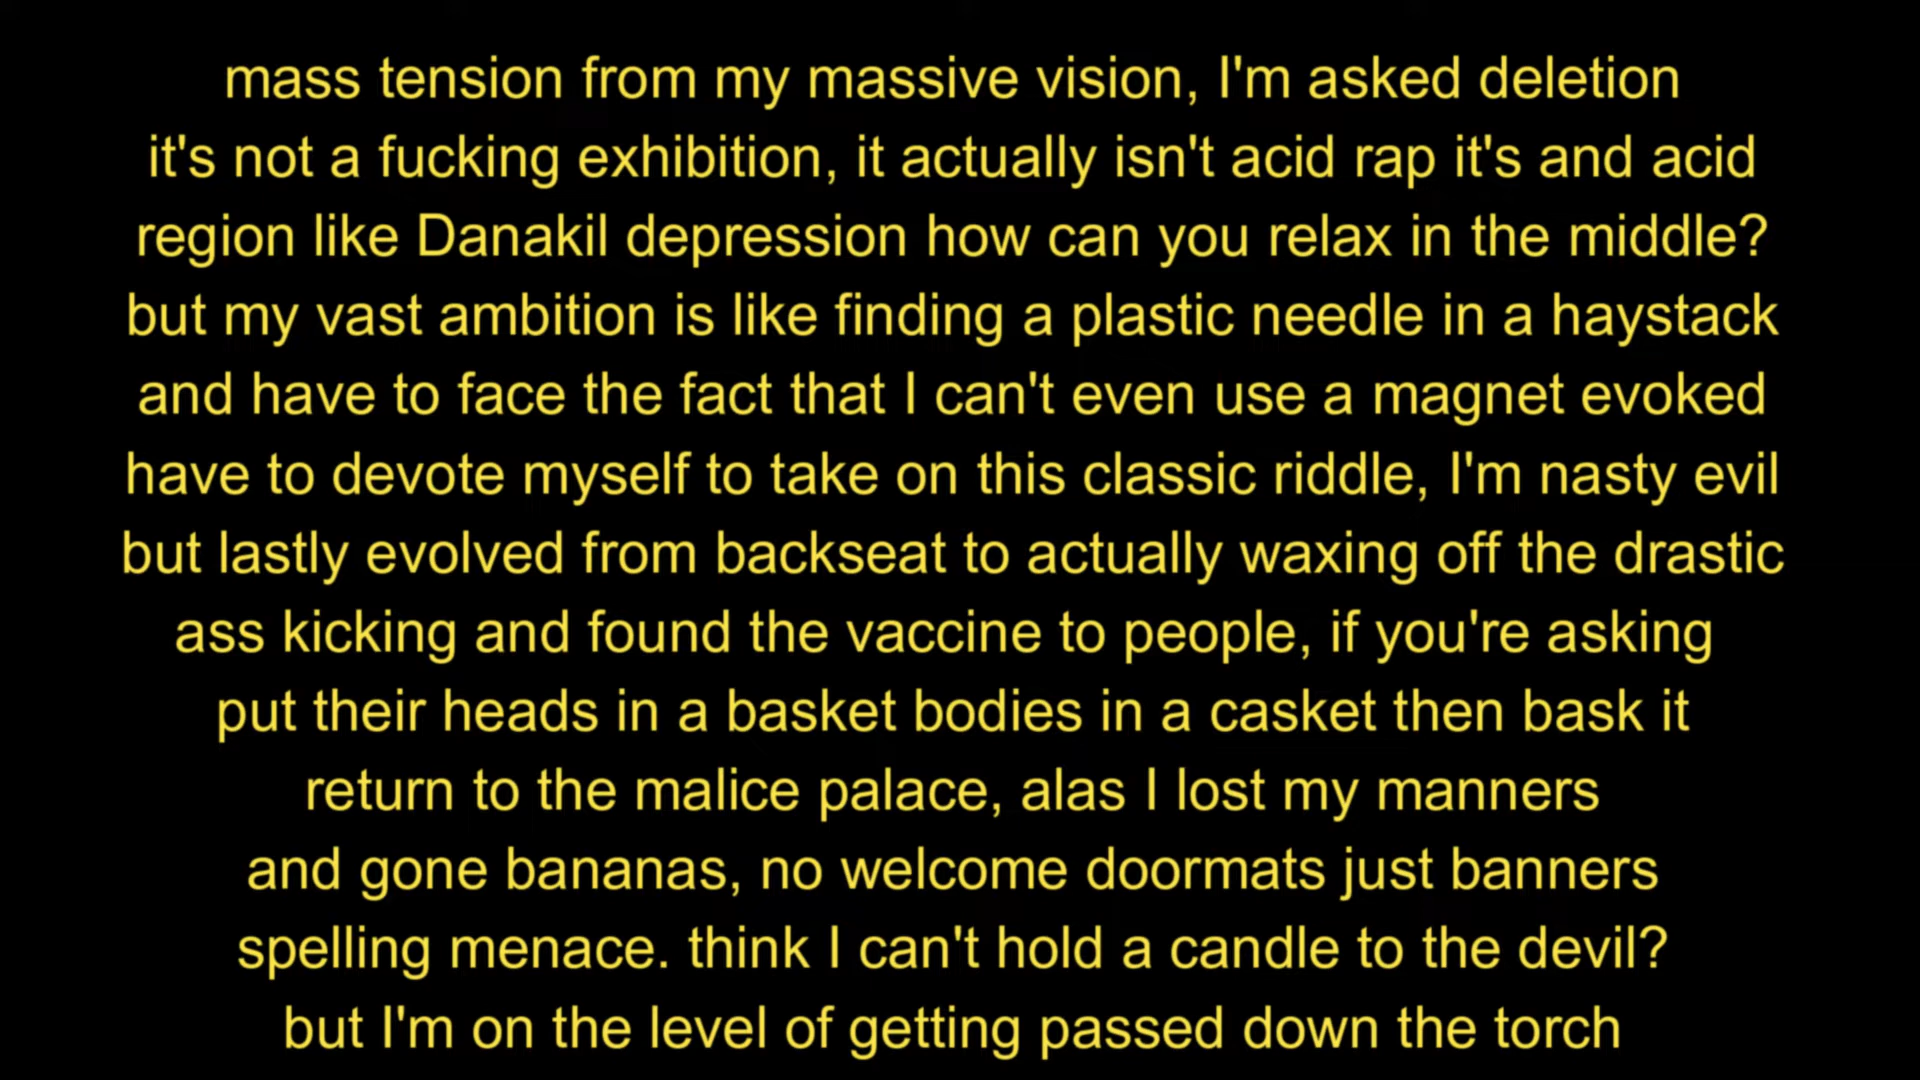 mass tension from my massive vision, I'm asked deletion
it's not a fucking exhibition, it actually isn't acid rap it's and acid
region like Danakil depression how can you relax in the middle?
but my vast ambition is like finding a plastic needle in a haystack
and have to face the fact that I can't even use a magnet evoked
have to devote myself to take on this classic riddle, I'm nasty evil
but lastly evolved from backseat to actually waxing off the drastic
ass kicking and found the vaccine to people, if you're asking
put their heads in a basket bodies in a casket then bask it
return to the malice palace, alas I lost my manners
and gone bananas, no welcome doormats just banners
spelling menace. think I can't hold a candle to the devil?
but I'm on the level of getting passed down the torch